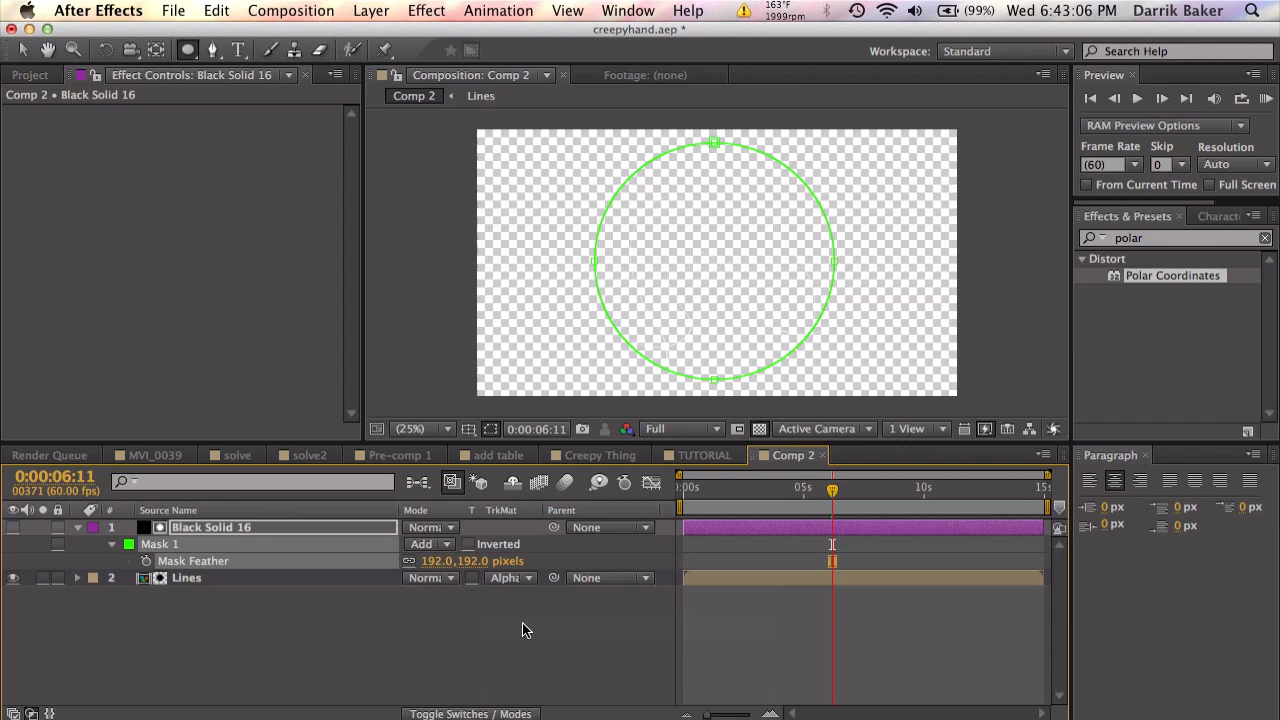 After Effects File Edit Composition Layer Effect Animation View Window Help 163°F 1999rpm (99%) Wed 6:43:06 PM Darrik Baker
creepyhand.aep *
Workspace: Standard Search Help
Project Effect Controls: Black Solid 16 Composition: Comp 2 Footage: (none) Preview
Comp 2 • Black Solid 16
Comp 2 Lines
RAM Preview Options
Frame Rate Skip Resolution
(60) 0 Auto
From Current Time Full Screen
Effects & Presets Charact
polar
Distort
Polar Coordinates
(25%) 0:00:06:11 Full Active Camera 1 View
Render Queue MVI_0039 solve solve2 Pre-comp 1 add table Creepy Thing TUTORIAL Comp 2 Paragraph
0:00:06:11
00371 (60.00 fps)
):00s 05s 10s 15s
# Source Name Mode T TrkMat Parent
1 Black Solid 16 Norma None
Mask 1 Add Inverted
Mask Feather 192.0,192.0 pixels
2 Lines Norma Alpha None
0 px 0 px 0 px
0 px 0 px
Toggle Switches / Modes